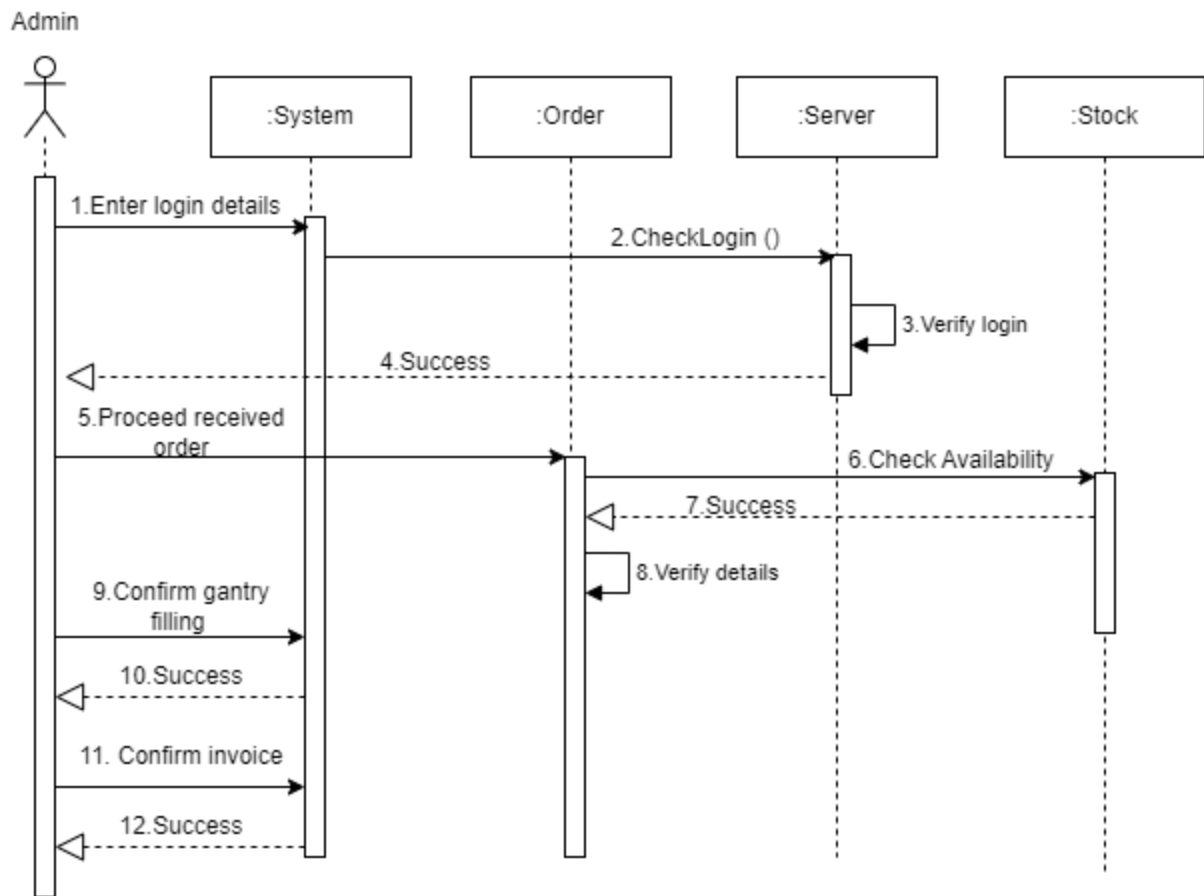 Admin
:System
:Order
:Server
:Stock
1.Enter login details
2.CheckLogin ()
3.Verify login
4.Success
5.Proceed received
order
6.Check Availability
7.Success
8.Verify details
9.Confirm gantry
filling
10.Success
11. Confirm invoice
12.Success